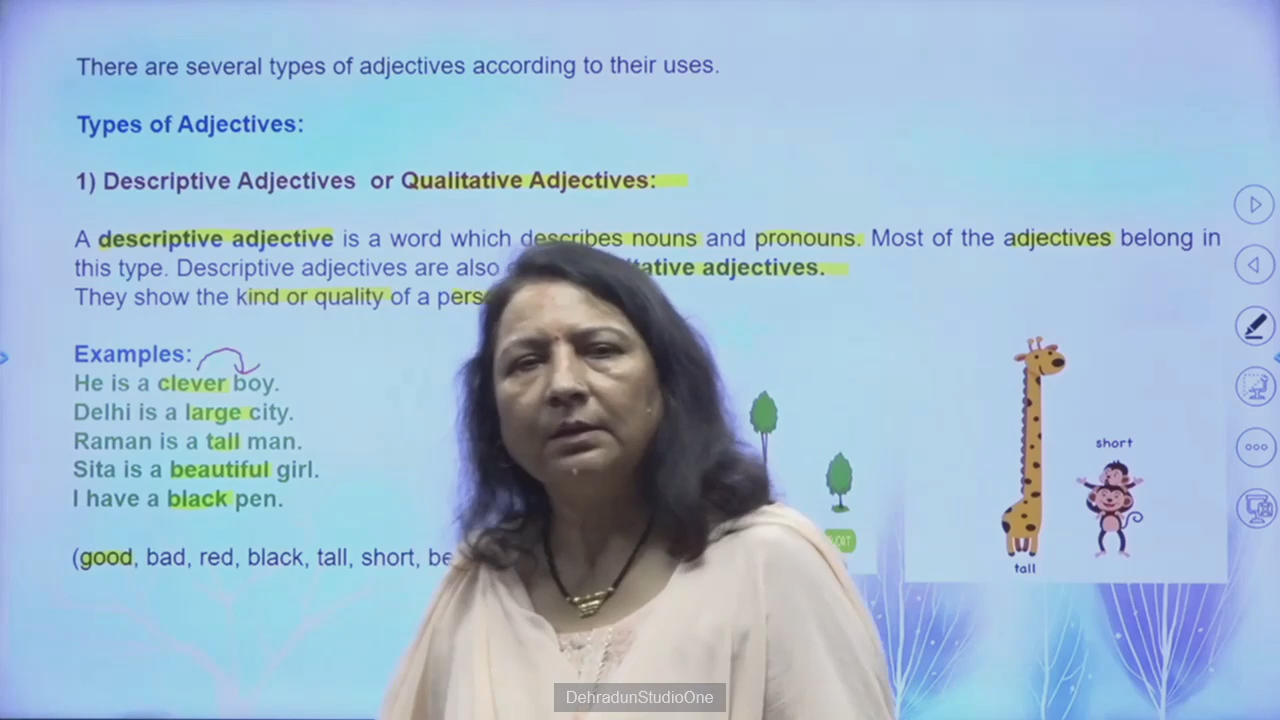 There are several types of adjectives according to their uses.
Types of Adjectives:
1) Descriptive Adjectives or Qualitative Adjectives:
A descriptive adjective is a word which describes nouns and pronouns. Most of the adjectives belong in
this type. Descriptive adjectives are also adjectives.
They show the kind or quality of a
Examples:
He is a clever boy.
Delhi is a large city.
Raman is a tall man.
Sita is a beautiful girl.
I have a black pen.
(good, bad, red, black, tall, short,
short
tall
DehradunStudioOne